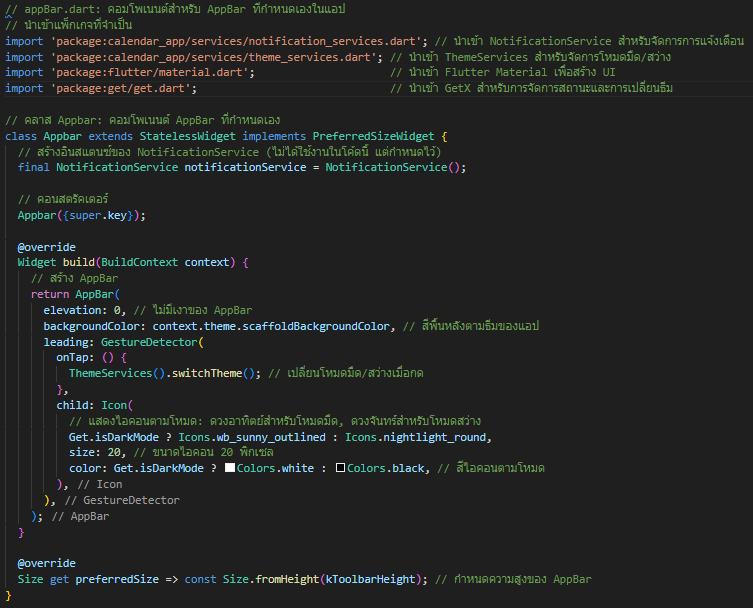 // appBar.dart: คอมโพเนนต์สำหรับ AppBar ที่กำหนดเองในแอป
// นำเข้าแพ็กเกจที่จำเป็น
import 'package:calendar_app/services/notification_services.dart'; // นำเข้า NotificationService สำหรับจัดการการแจ้งเตือน
import 'package:calendar_app/services/theme_services.dart'; // นำเข้า ThemeServices สำหรับจัดการโหมดมืด/สว่าง
import 'package:flutter/material.dart'; // นำเข้า Flutter Material เพื่อสร้าง UI
import 'package:get/get.dart'; // นำเข้า GetX สำหรับการจัดการสถานะและการเปลี่ยนธีม
// คลาส Appbar: คอมโพเนนต์ AppBar ที่กำหนดเอง
class Appbar extends StatelessWidget implements PreferredSizeWidget {
// สร้างอินสแตนซ์ของ NotificationService (ไม่ได้ใช้งานในโค้ดนี้ แต่กำหนดไว้)
final NotificationService notificationService = NotificationService();
// คอนสตรัคเตอร์
Appbar({super.key});
@override
Widget build(BuildContext context) {
// สร้าง AppBar
return AppBar(
elevation: 0, // ไม่มีเงาของ AppBar
backgroundColor: context.theme.scaffoldBackgroundColor, // สีพื้นหลังตามธีมของแอป
leading: GestureDetector(
onTap: () {
ThemeServices().switchTheme(); // เปลี่ยนโหมดมืด/สว่างเมื่อกด
},
child: Icon(
// แสดงไอคอนตามโหมด: ดวงอาทิตย์สำหรับโหมดมืด, ดวงจันทร์สำหรับโหมดสว่าง
Get.isDarkMode ? Icons.wb_sunny_outlined : Icons.nightlight_round,
size: 20, // ขนาดไอคอน 20 พิกเซล
color: Get.isDarkMode ? Colors.white : Colors.black, // สีไอคอนตามโหมด
), // Icon
), // GestureDetector
); // AppBar
}
@override
Size get preferredSize => const Size.fromHeight(kToolbarHeight); // กำหนดความสูงของ AppBar
}